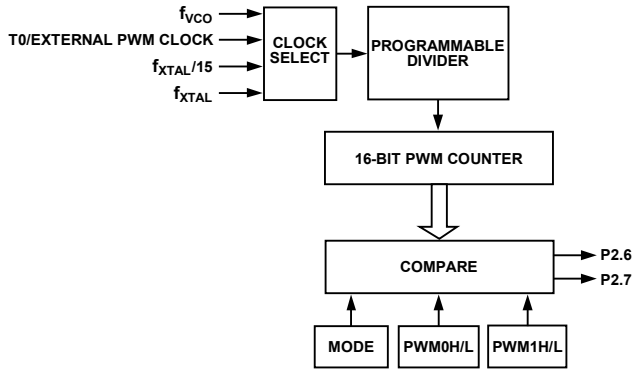 fVCO
T0/EXTERNAL PWM CLOCK
fXTAL/15
fXTAL
CLOCK
SELECT
PROGRAMMABLE
DIVIDER
16-BIT PWM COUNTER
COMPARE
P2.6
P2.7
MODE
PWM0H/L
PWM1H/L